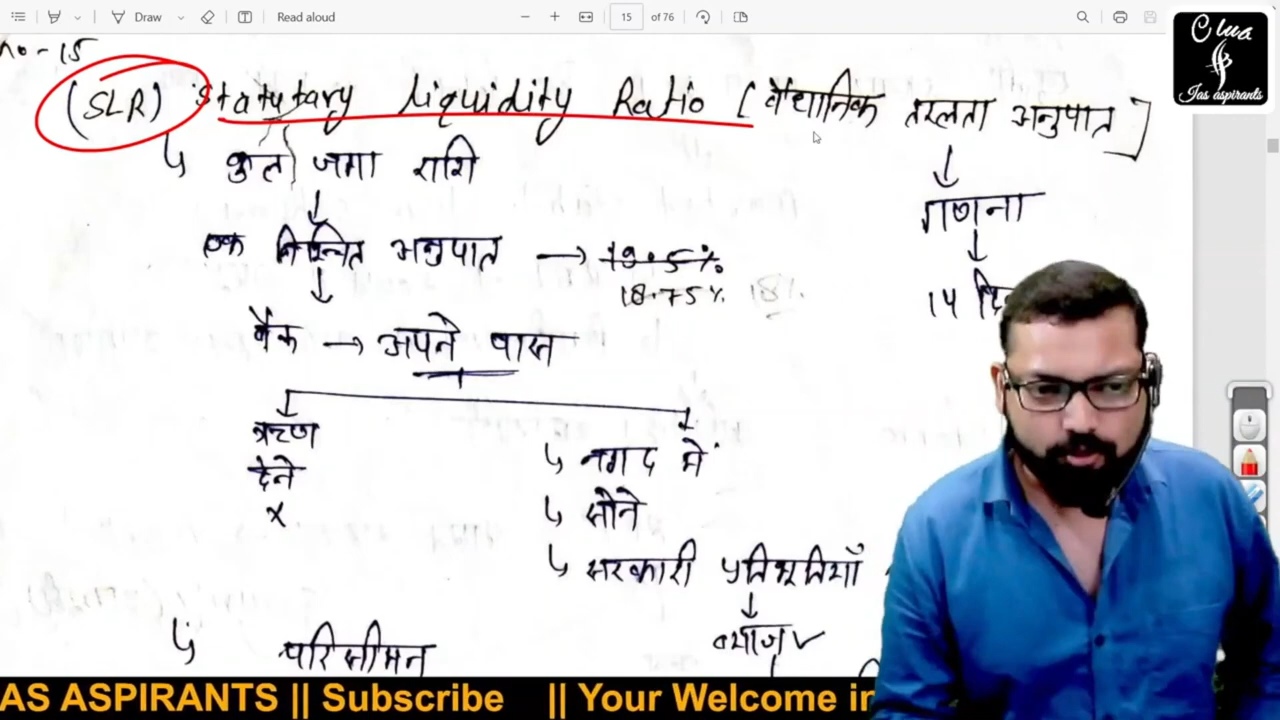 Draw
Read aloud
15
of 76
Clua
Ias aspirants
no - 15
(SLR) Statutary liquidity Ratio [वैधानिक तरलता अनुपात]
↳ कुल जमा राशि
↓
एक निश्चित अनुपात → 19.5%
18.75% 18%
↓
बैंक → अपने पास
ऋण
देने
x
↳ नगद में
↳ सोने
↳ सरकारी प्रतिभूतियाँ
↓
ब्याज ✓
↳ परिसीमन
↓
गणना
↓
14
AS ASPIRANTS || Subscribe || Your Welcome in